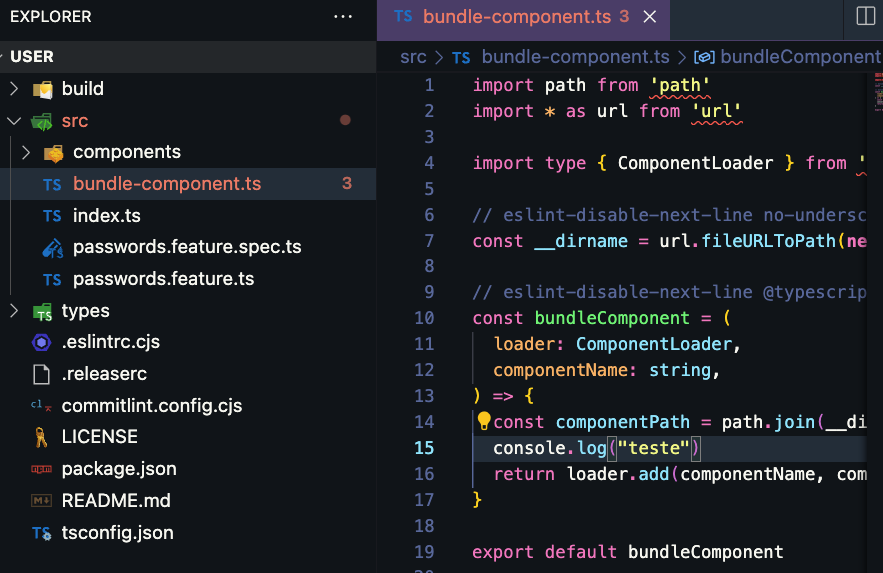 EXPLORER ...
USER
build
src
components
bundle-component.ts 3
index.ts
passwords.feature.spec.ts
passwords.feature.ts
types
.eslintrc.cjs
.releaserc
commitlint.config.cjs
LICENSE
package.json
README.md
tsconfig.json
TS bundle-component.ts 3
src > TS bundle-component.ts > bundleComponent
1 import path from 'path'
2 import * as url from 'url'
3
4 import type { ComponentLoader } from '
5
6 // eslint-disable-next-line no-undersc
7 const __dirname = url.fileURLToPath(ne
8
9 // eslint-disable-next-line @typescrip
10 const bundleComponent = (
11 loader: ComponentLoader,
12 componentName: string,
13 ) => {
14 const componentPath = path.join(__di
15 console.log("teste")
16 return loader.add(componentName, com
17 }
18
19 export default bundleComponent